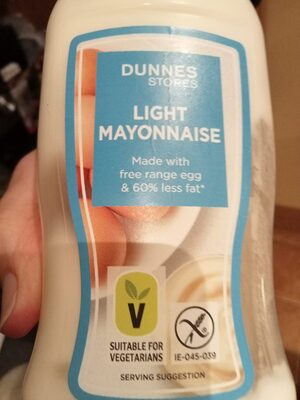 DUNNES
STORES
LIGHT
MAYONNAISE
Made with
free range egg
& 60% less fat*
V
SUITABLE FOR
VEGETARIANS
IE-045-039
SERVING SUGGESTION